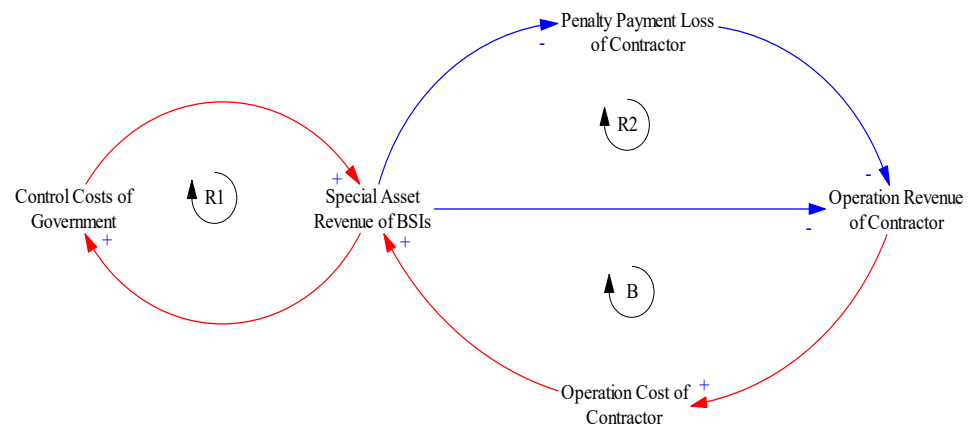 Penalty Payment Loss
of Contractor
-
R2
+
R1
Control Costs of
Government
+
Special Asset
Revenue of BSIs
+
-
Operation Revenue
of Contractor
-
B
Operation Cost of
Contractor
+